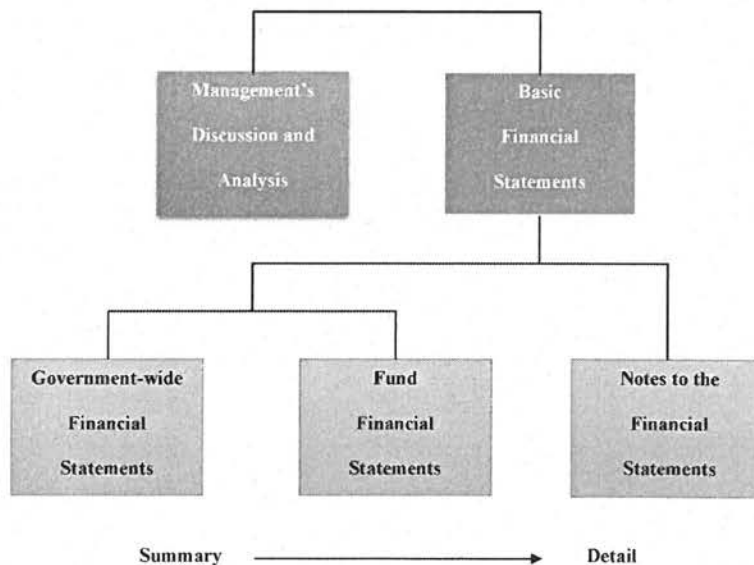 Management's
Discussion and
Analysis
Basic
Financial
Statements
Government-wide
Financial
Statements
Fund
Financial
Statements
Notes to the
Financial
Statements
Summary
Detail